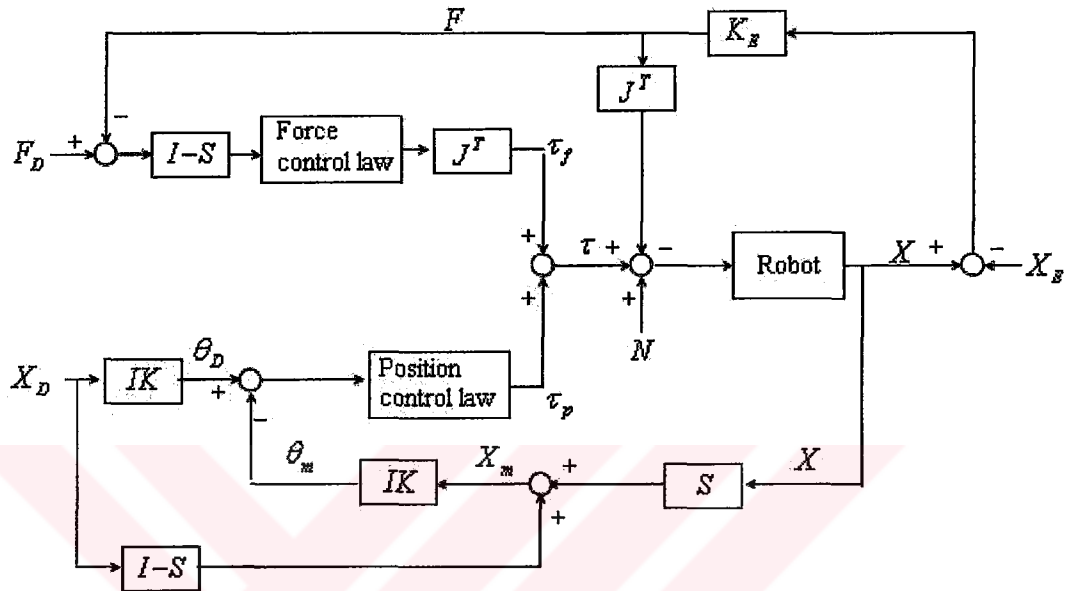 F
K_E
J^T
F_D
+
-
I-S
Force
control law
J^T
τ_f
+
+
τ
+
-
+
N
Robot
X
+
-
X_E
X_D
IK
θ_D
+
-
Position
control law
τ_p
θ_m
IK
X_m
+
+
S
X
I-S